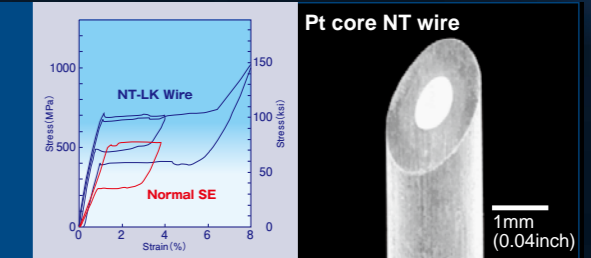 Stress(MPa)
1000
500
0
NT-LK Wire
Normal SE
150
100
50
0
Stress(ksi)
0 2 4 6 8
Strain(%)
Pt core NT wire
1mm
(0.04inch)